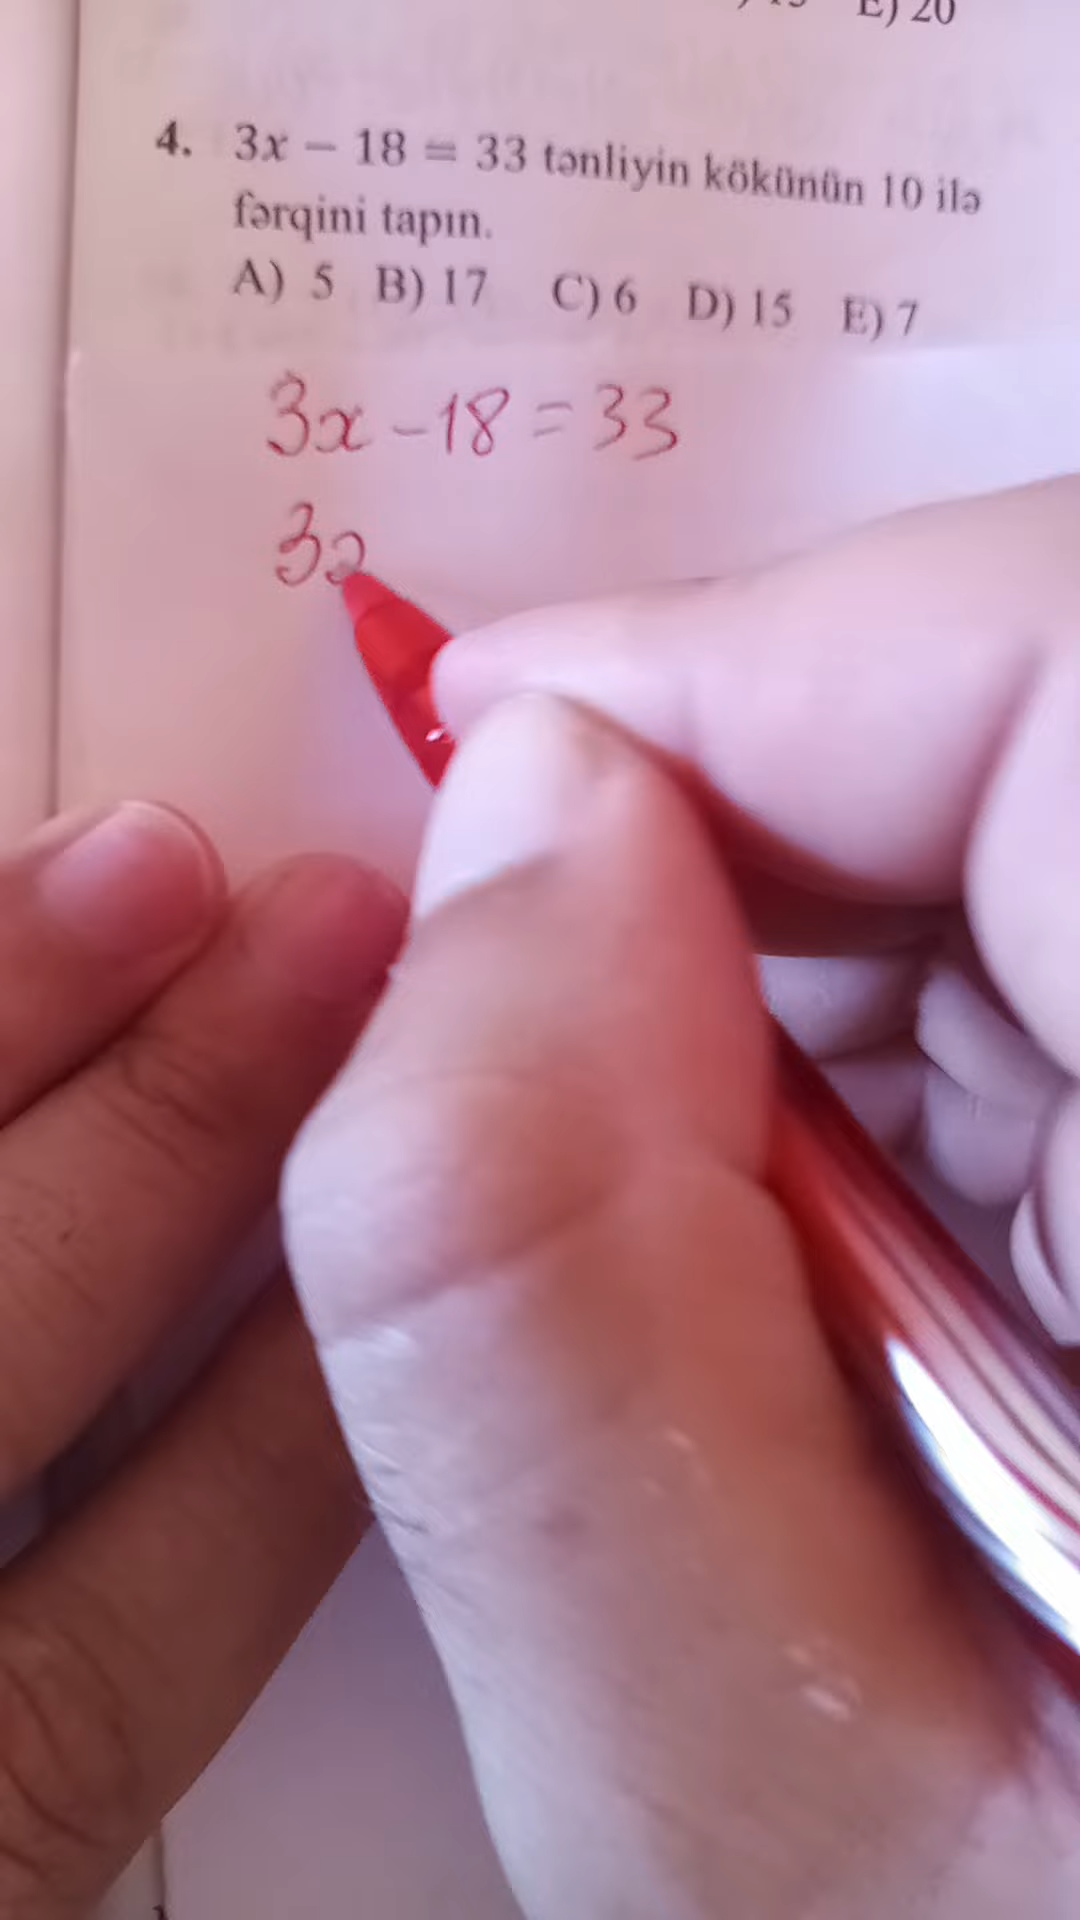 E) 20
4. 3x − 18 = 33 tənliyin kökünün 10 ilə
fərqini tapın.
A) 5 B) 17 C) 6 D) 15 E) 7
3x − 18 = 33
3x